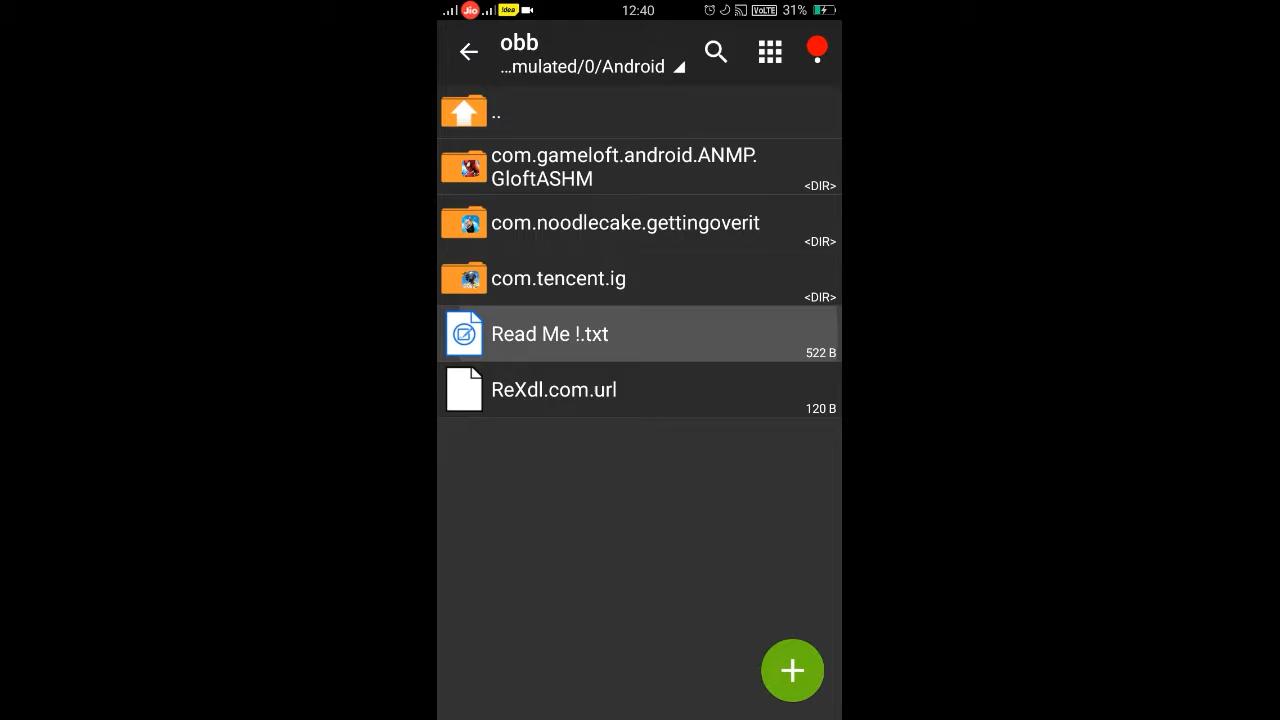 Jio idea 12:40 VoLTE 31%
obb
...mulated/0/Android
..
com.gameloft.android.ANMP.
GloftASHM
<DIR>
com.noodlecake.gettingoverit
<DIR>
com.tencent.ig
<DIR>
Read Me !.txt
522 B
ReXdl.com.url
120 B